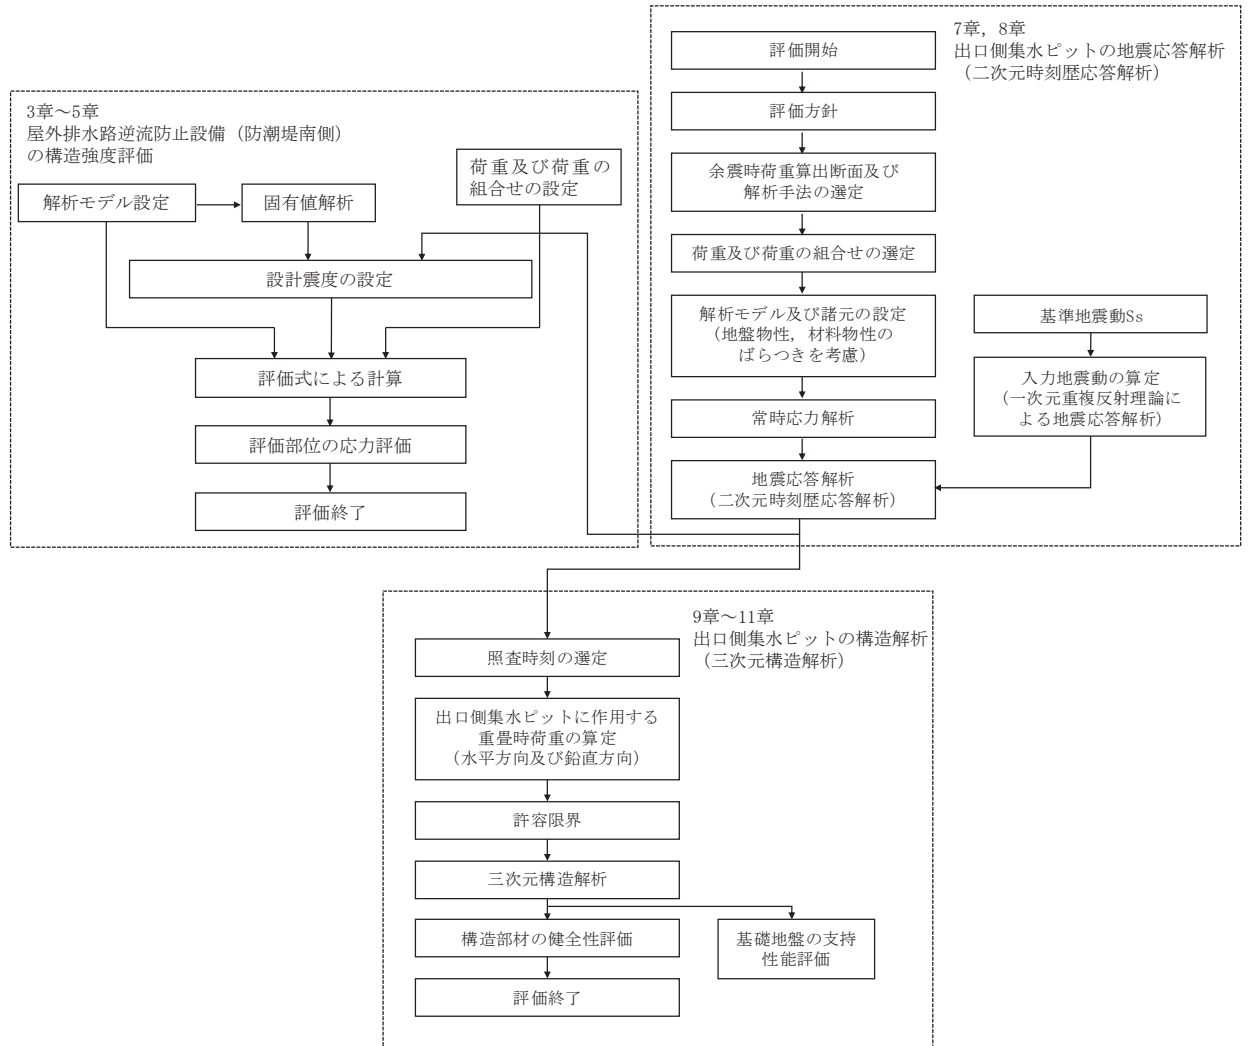 7章，8章
出口側集水ピットの地震応答解析
（二次元時刻歴応答解析）
評価開始
評価方針
余震時荷重算出断面及び
解析手法の選定
荷重及び荷重の組合せの選定
解析モデル及び諸元の設定
（地盤物性，材料物性の
ばらつきを考慮）
常時応力解析
地震応答解析
（二次元時刻歴応答解析）
基準地震動Ss
入力地震動の算定
（一次元重複反射理論に
よる地震応答解析）
3章～5章
屋外排水路逆流防止設備（防潮堤南側）
の構造強度評価
荷重及び荷重の
組合せの設定
解析モデル設定
固有値解析
設計震度の設定
評価式による計算
評価部位の応力評価
評価終了
9章～11章
出口側集水ピットの構造解析
（三次元構造解析）
照査時刻の選定
出口側集水ピットに作用する
重畳時荷重の算定
（水平方向及び鉛直方向）
許容限界
三次元構造解析
構造部材の健全性評価
基礎地盤の支持
性能評価
評価終了